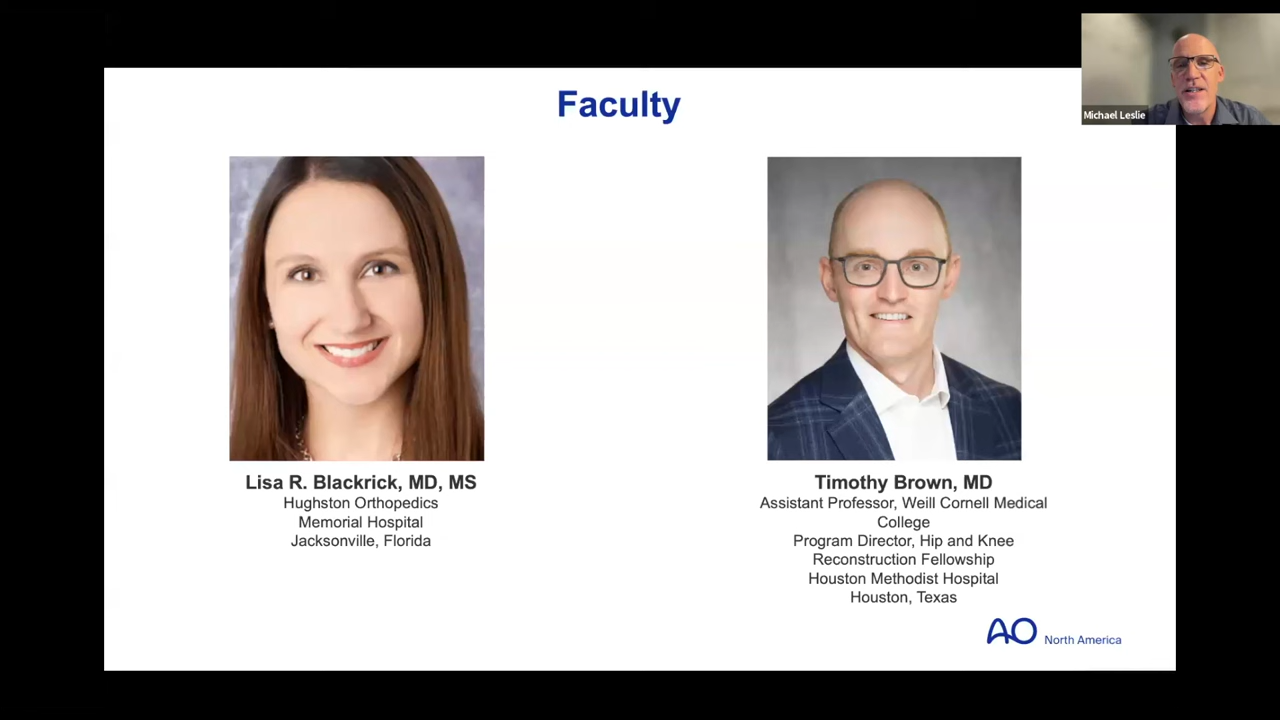 Faculty
Michael Leslie
Lisa R. Blackrick, MD, MS
Hughston Orthopedics
Memorial Hospital
Jacksonville, Florida
Timothy Brown, MD
Assistant Professor, Weill Cornell Medical
College
Program Director, Hip and Knee
Reconstruction Fellowship
Houston Methodist Hospital
Houston, Texas
AO North America